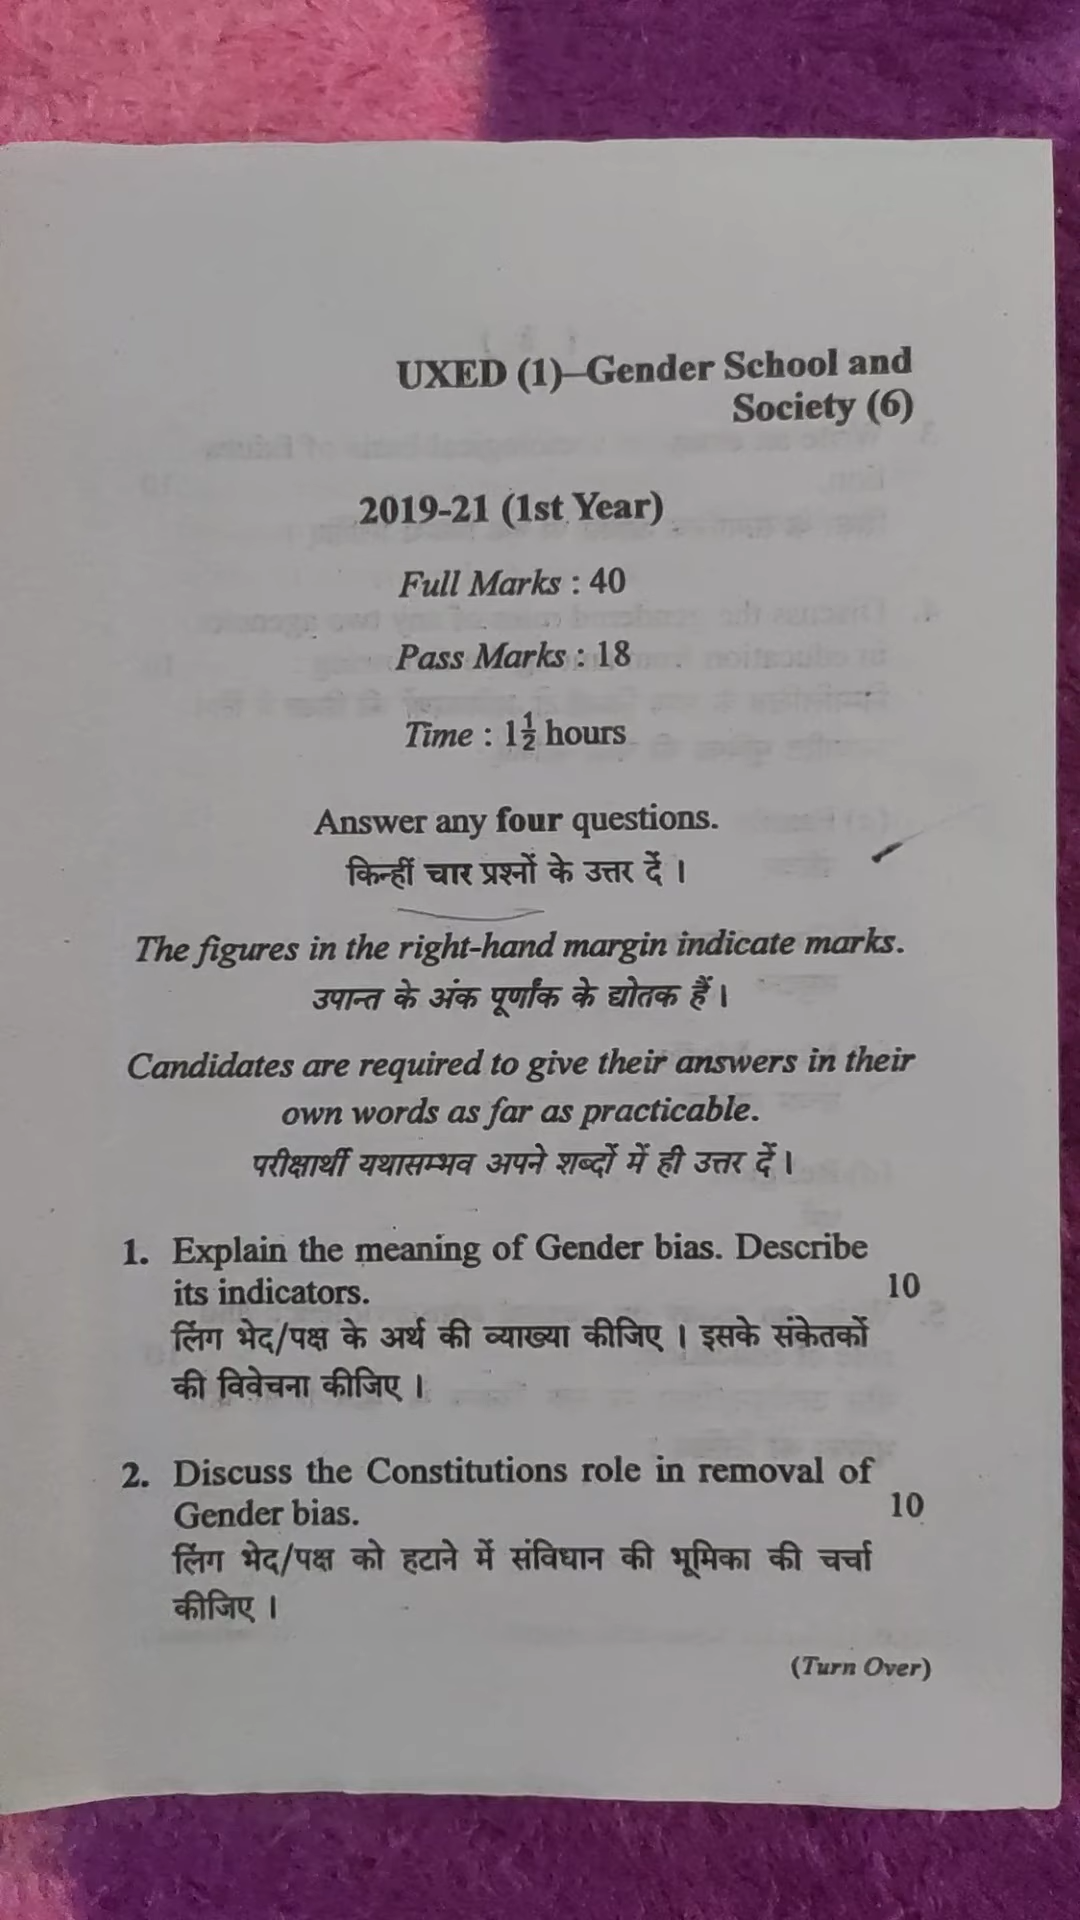 UXED (1)–Gender School and
Society (6)
2019-21 (1st Year)
Full Marks : 40
Pass Marks : 18
Time : 1½ hours
Answer any four questions.
किन्हीं चार प्रश्नों के उत्तर दें ।
The figures in the right-hand margin indicate marks.
उपान्त के अंक पूर्णांक के द्योतक हैं ।
Candidates are required to give their answers in their
own words as far as practicable.
परीक्षार्थी यथासम्भव अपने शब्दों में ही उत्तर दें ।
1. Explain the meaning of Gender bias. Describe
its indicators. 10
लिंग भेद/पक्ष के अर्थ की व्याख्या कीजिए । इसके संकेतकों
की विवेचना कीजिए ।
2. Discuss the Constitutions role in removal of
Gender bias. 10
लिंग भेद/पक्ष को हटाने में संविधान की भूमिका की चर्चा
कीजिए ।
(Turn Over)